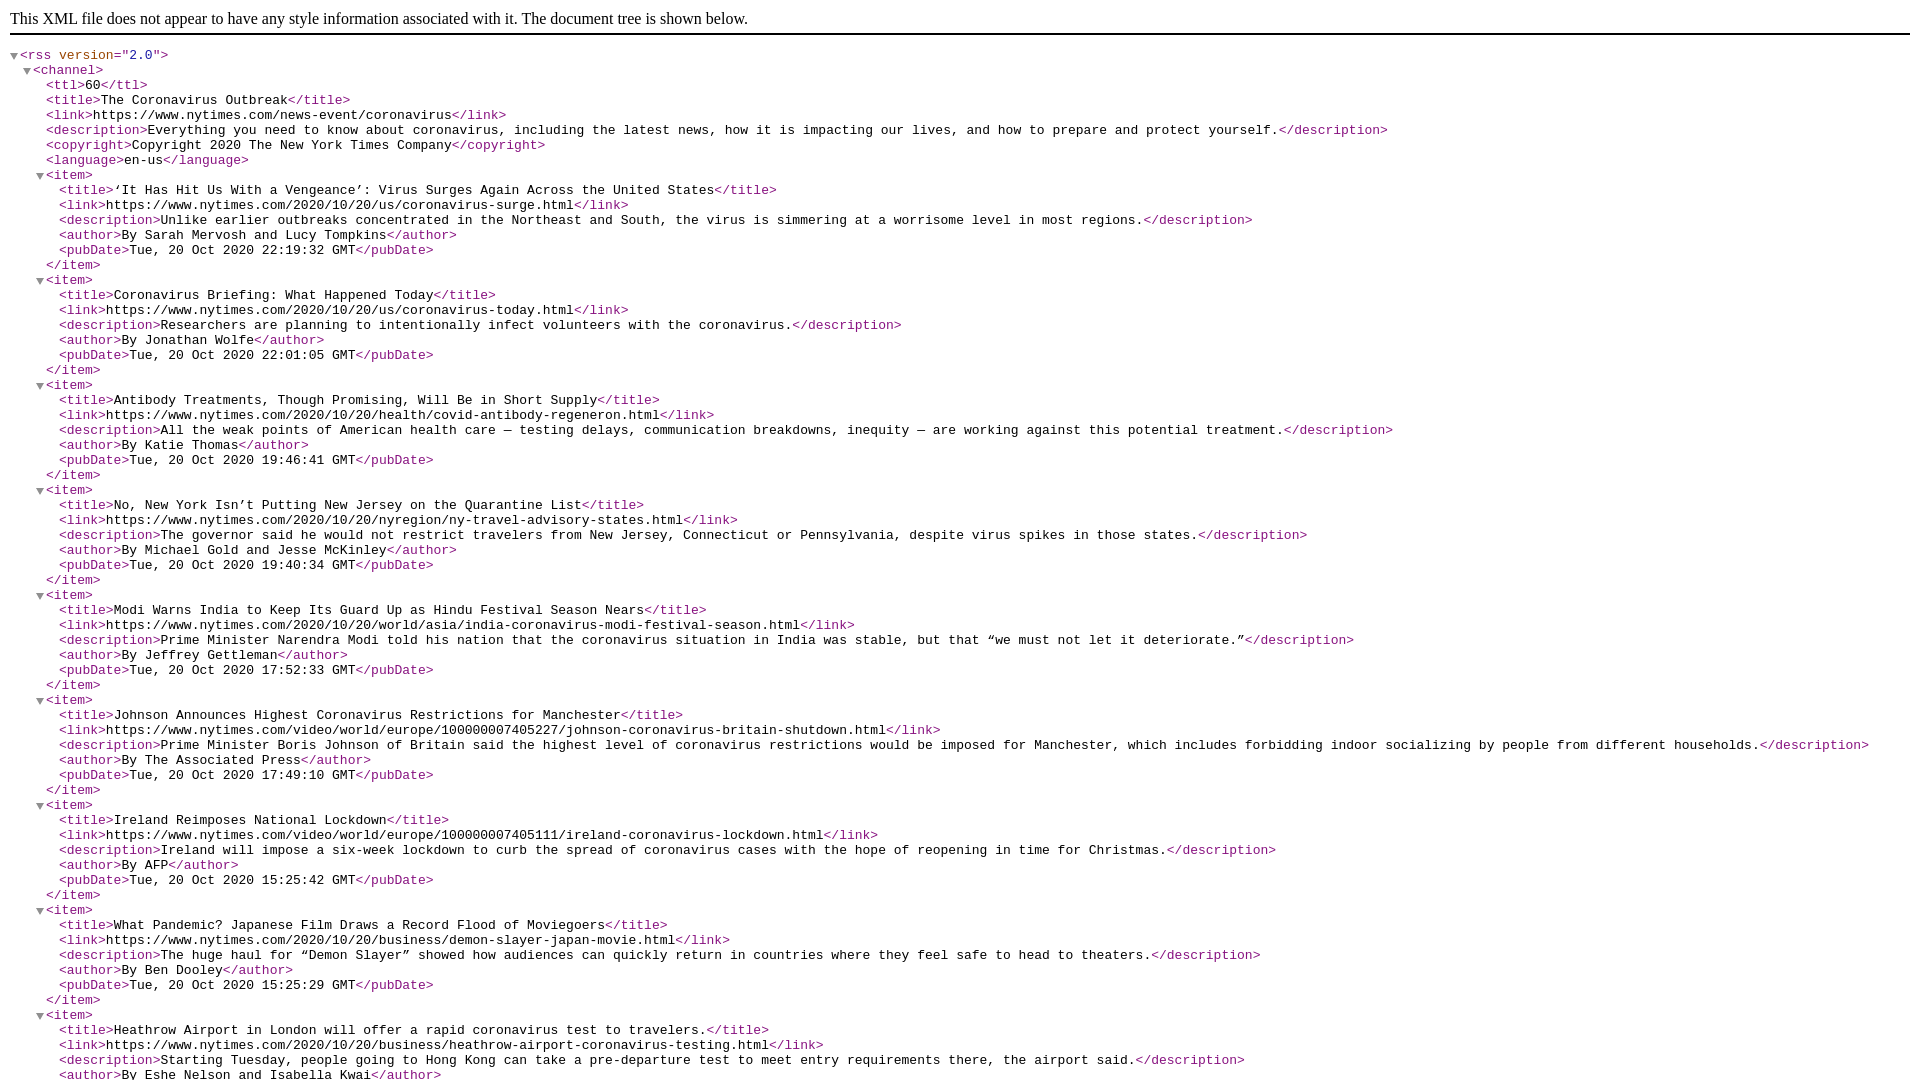 This XML file does not appear to have any style information associated with it. The document tree is shown below.
<rss version="2.0">
<channel>
<ttl>60</ttl>
<title>The Coronavirus Outbreak</title>
<link>https://www.nytimes.com/news-event/coronavirus</link>
<description>Everything you need to know about coronavirus, including the latest news, how it is impacting our lives, and how to prepare and protect yourself.</description>
<copyright>Copyright 2020 The New York Times Company</copyright>
<language>en-us</language>
<item>
<title>‘It Has Hit Us With a Vengeance’: Virus Surges Again Across the United States</title>
<link>https://www.nytimes.com/2020/10/20/us/coronavirus-surge.html</link>
<description>Unlike earlier outbreaks concentrated in the Northeast and South, the virus is simmering at a worrisome level in most regions.</description>
<author>By Sarah Mervosh and Lucy Tompkins</author>
<pubDate>Tue, 20 Oct 2020 22:19:32 GMT</pubDate>
</item>
<item>
<title>Coronavirus Briefing: What Happened Today</title>
<link>https://www.nytimes.com/2020/10/20/us/coronavirus-today.html</link>
<description>Researchers are planning to intentionally infect volunteers with the coronavirus.</description>
<author>By Jonathan Wolfe</author>
<pubDate>Tue, 20 Oct 2020 22:01:05 GMT</pubDate>
</item>
<item>
<title>Antibody Treatments, Though Promising, Will Be in Short Supply</title>
<link>https://www.nytimes.com/2020/10/20/health/covid-antibody-regeneron.html</link>
<description>All the weak points of American health care — testing delays, communication breakdowns, inequity — are working against this potential treatment.</description>
<author>By Katie Thomas</author>
<pubDate>Tue, 20 Oct 2020 19:46:41 GMT</pubDate>
</item>
<item>
<title>No, New York Isn’t Putting New Jersey on the Quarantine List</title>
<link>https://www.nytimes.com/2020/10/20/nyregion/ny-travel-advisory-states.html</link>
<description>The governor said he would not restrict travelers from New Jersey, Connecticut or Pennsylvania, despite virus spikes in those states.</description>
<author>By Michael Gold and Jesse McKinley</author>
<pubDate>Tue, 20 Oct 2020 19:40:34 GMT</pubDate>
</item>
<item>
<title>Modi Warns India to Keep Its Guard Up as Hindu Festival Season Nears</title>
<link>https://www.nytimes.com/2020/10/20/world/asia/india-coronavirus-modi-festival-season.html</link>
<description>Prime Minister Narendra Modi told his nation that the coronavirus situation in India was stable, but that “we must not let it deteriorate.”</description>
<author>By Jeffrey Gettleman</author>
<pubDate>Tue, 20 Oct 2020 17:52:33 GMT</pubDate>
</item>
<item>
<title>Johnson Announces Highest Coronavirus Restrictions for Manchester</title>
<link>https://www.nytimes.com/video/world/europe/100000007405227/johnson-coronavirus-britain-shutdown.html</link>
<description>Prime Minister Boris Johnson of Britain said the highest level of coronavirus restrictions would be imposed for Manchester, which includes forbidding indoor socializing by people from different households.</description>
<author>By The Associated Press</author>
<pubDate>Tue, 20 Oct 2020 17:49:10 GMT</pubDate>
</item>
<item>
<title>Ireland Reimposes National Lockdown</title>
<link>https://www.nytimes.com/video/world/europe/100000007405111/ireland-coronavirus-lockdown.html</link>
<description>Ireland will impose a six-week lockdown to curb the spread of coronavirus cases with the hope of reopening in time for Christmas.</description>
<author>By AFP</author>
<pubDate>Tue, 20 Oct 2020 15:25:42 GMT</pubDate>
</item>
<item>
<title>What Pandemic? Japanese Film Draws a Record Flood of Moviegoers</title>
<link>https://www.nytimes.com/2020/10/20/business/demon-slayer-japan-movie.html</link>
<description>The huge haul for “Demon Slayer” showed how audiences can quickly return in countries where they feel safe to head to theaters.</description>
<author>By Ben Dooley</author>
<pubDate>Tue, 20 Oct 2020 15:25:29 GMT</pubDate>
</item>
<item>
<title>Heathrow Airport in London will offer a rapid coronavirus test to travelers.</title>
<link>https://www.nytimes.com/2020/10/20/business/heathrow-airport-coronavirus-testing.html</link>
<description>Starting Tuesday, people going to Hong Kong can take a pre-departure test to meet entry requirements there, the airport said.</description>
<author>By Eshe Nelson and Isabella Kwai</author>